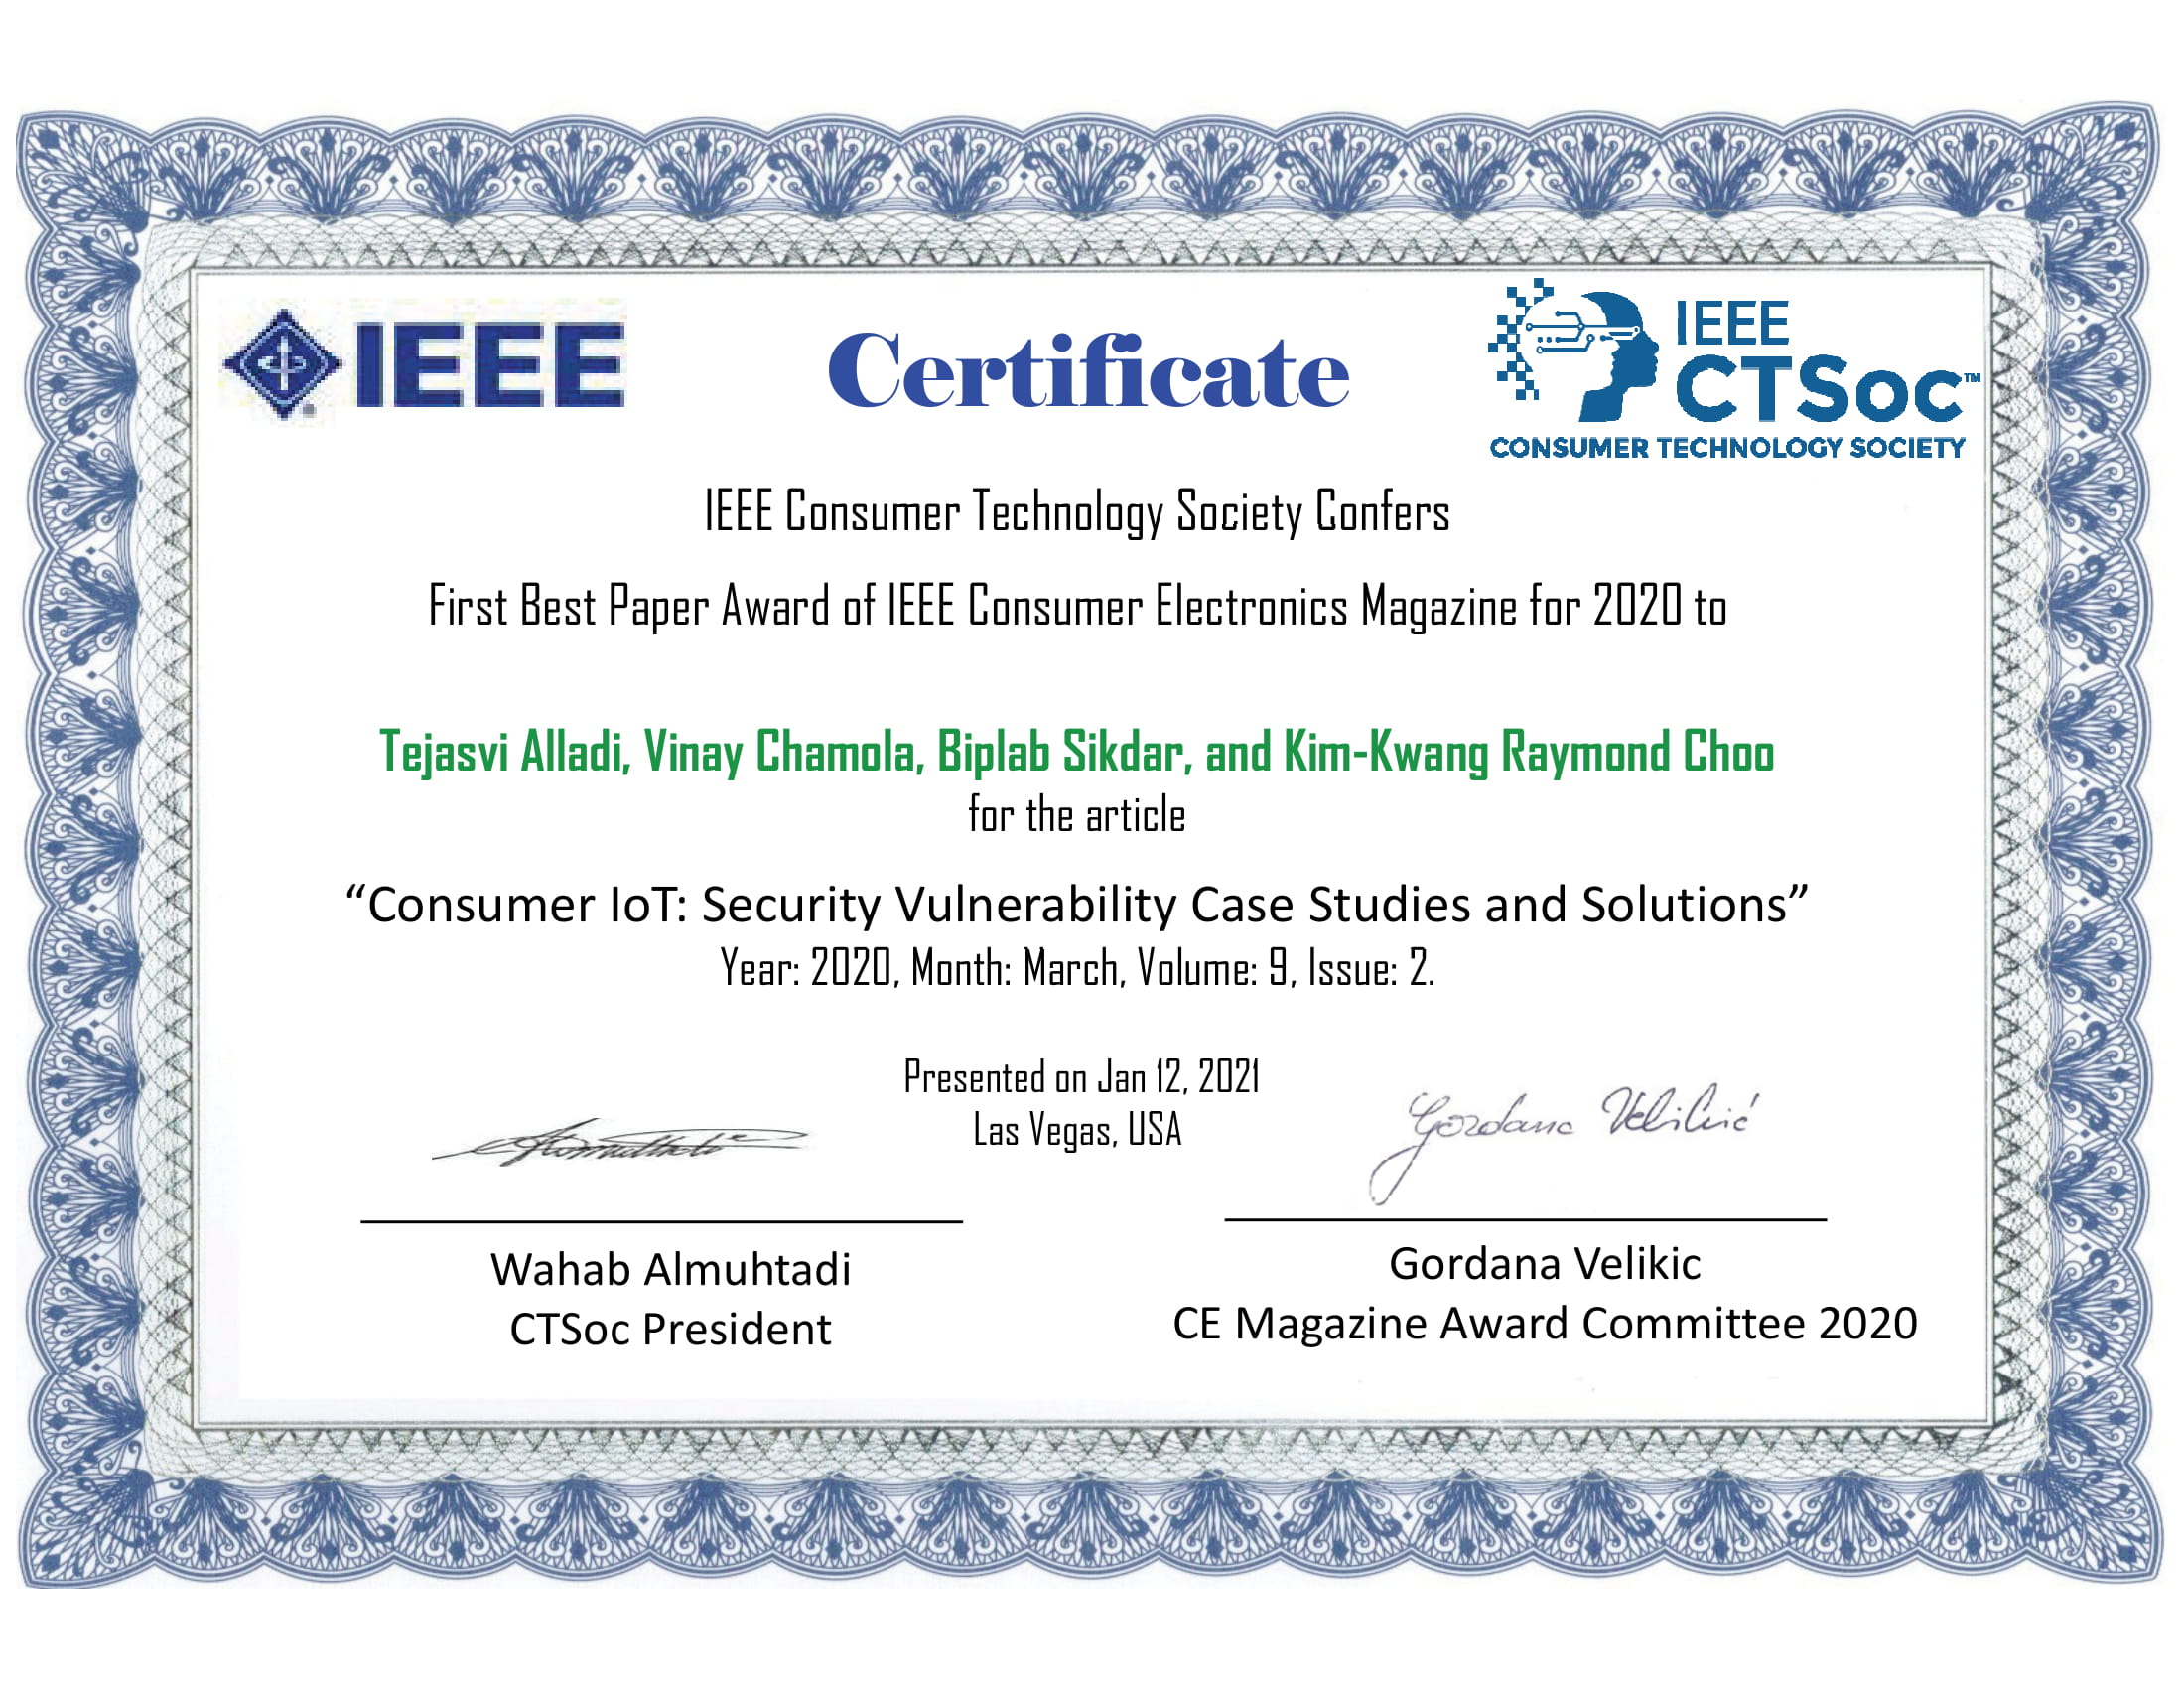 IEEE
Certificate
IEEE
CTSoc™
CONSUMER TECHNOLOGY SOCIETY
IEEE Consumer Technology Society Confers
First Best Paper Award of IEEE Consumer Electronics Magazine for 2020 to
Tejasvi Alladi, Vinay Chamola, Biplab Sikdar, and Kim-Kwang Raymond Choo
for the article
“Consumer IoT: Security Vulnerability Case Studies and Solutions”
Year: 2020, Month: March, Volume: 9, Issue: 2.
Presented on Jan 12, 2021
Las Vegas, USA
Gordana Velikić
Wahab Almuhtadi
CTSoc President
Gordana Velikic
CE Magazine Award Committee 2020